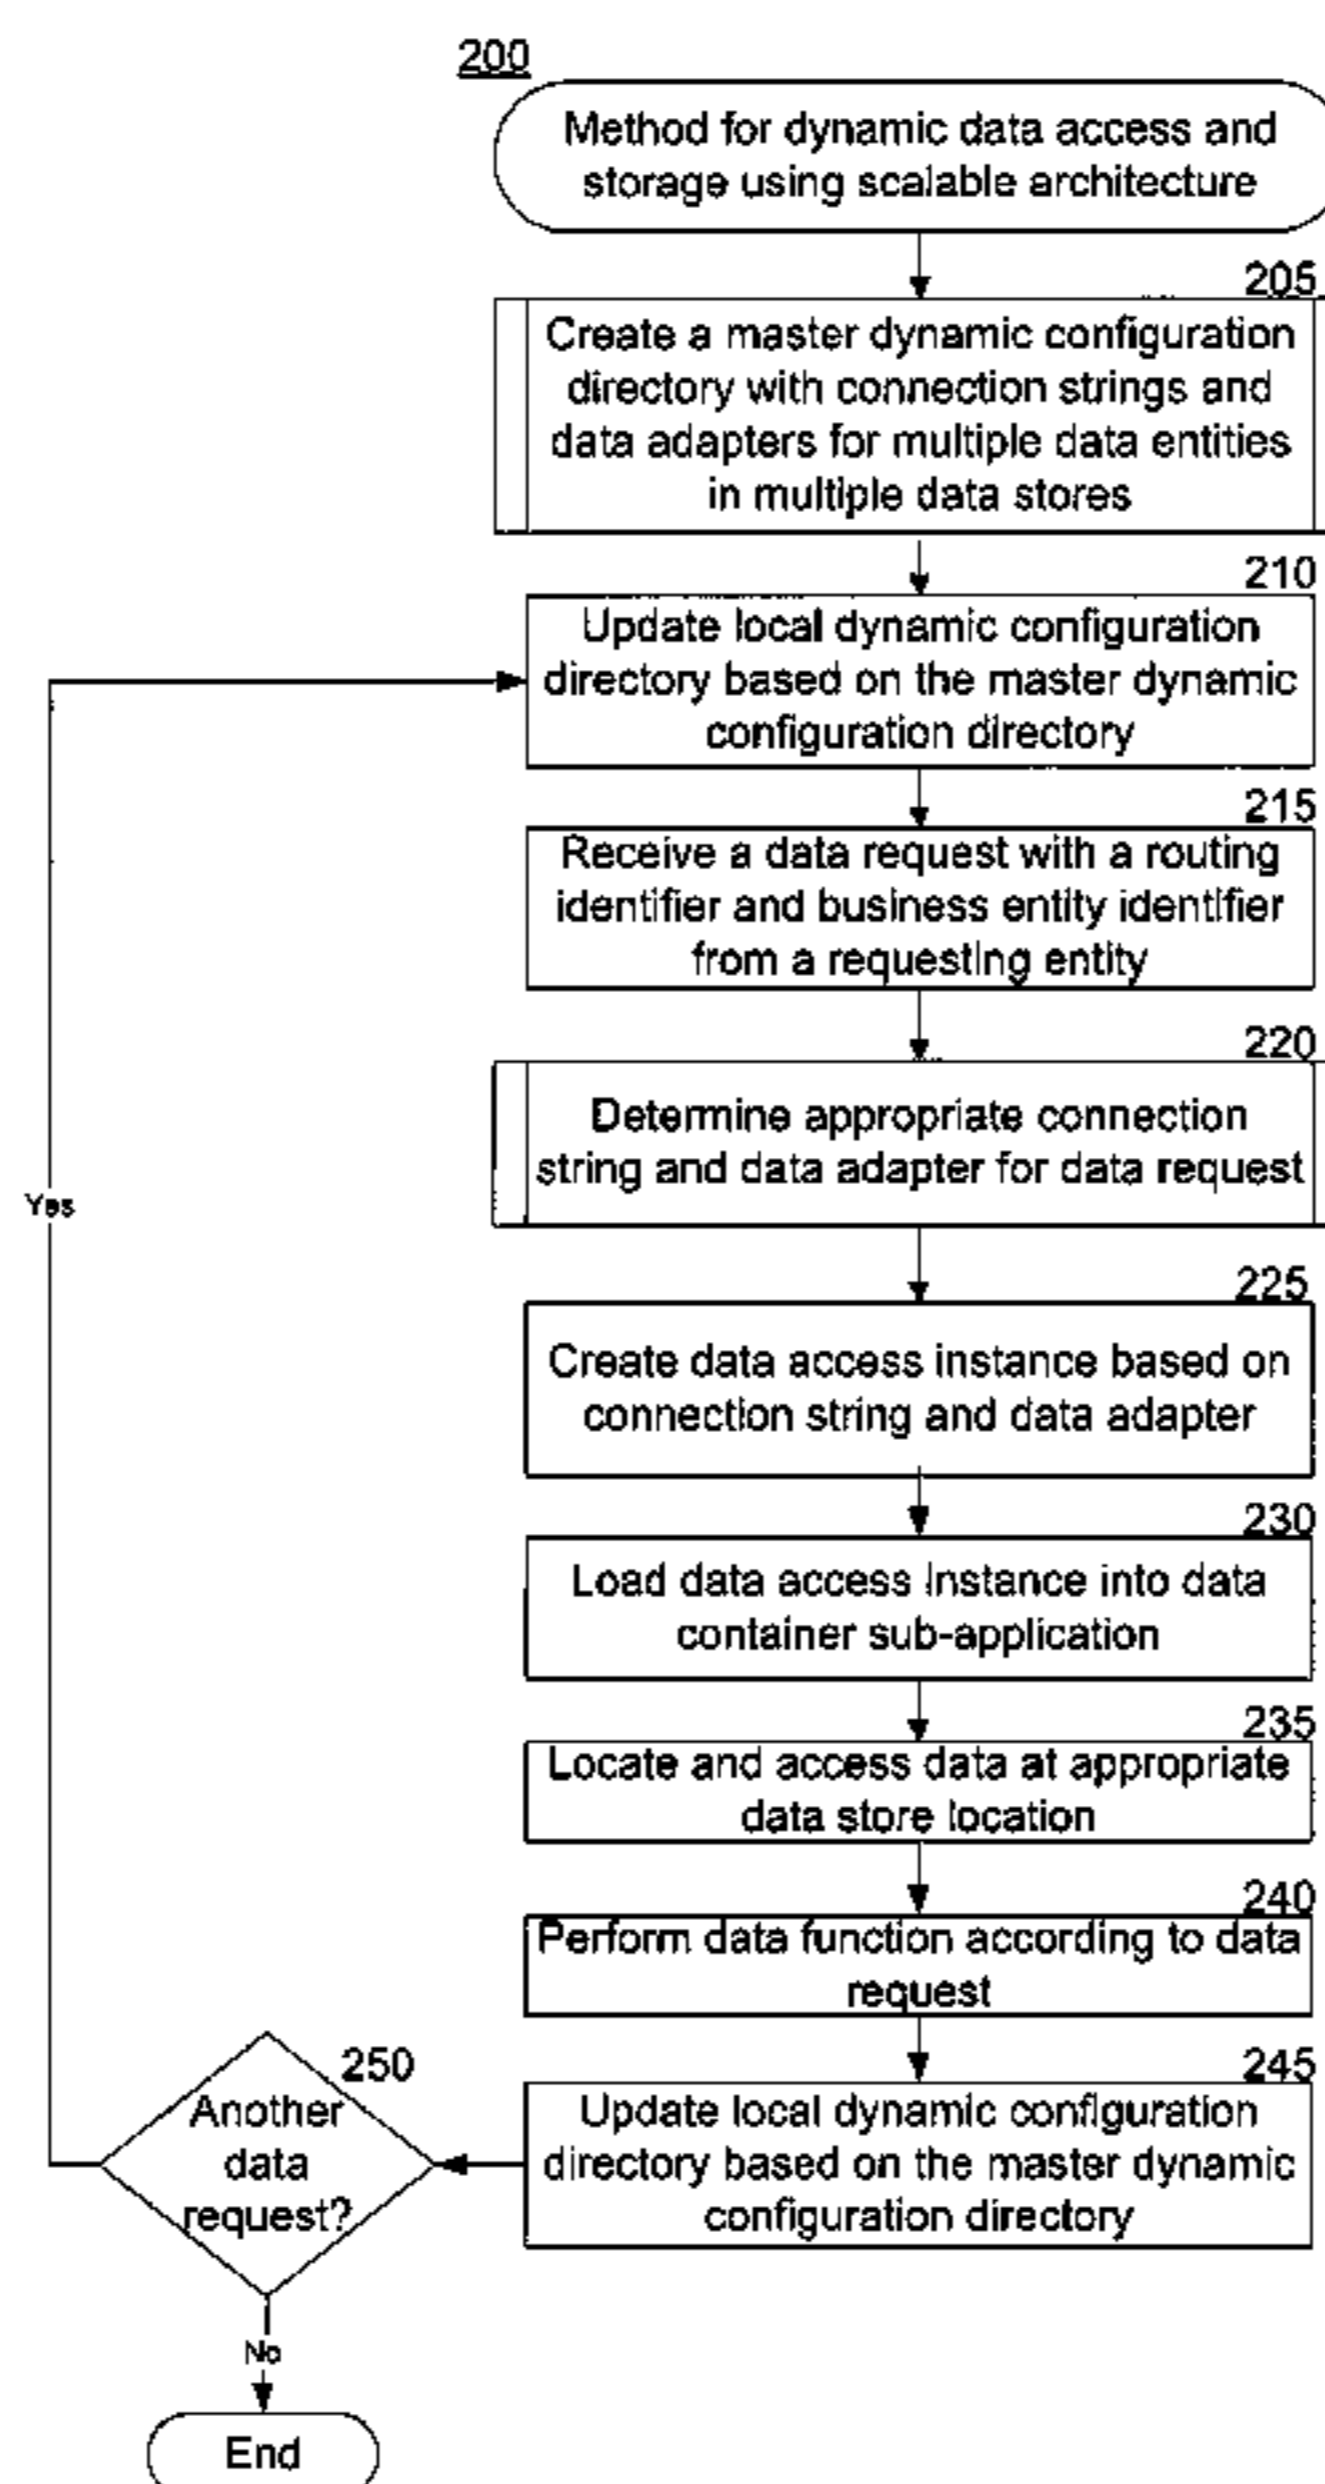 200
Method for dynamic data access and
storage using scalable architecture
205
Create a master dynamic configuration
directory with connection strings and
data adapters for multiple data entities
in multiple data stores
210
Update local dynamic configuration
directory based on the master dynamic
configuration directory
215
Receive a data request with a routing
identifier and business entity identifier
from a requesting entity
220
Determine appropriate connection
string and data adapter for data request
Yes
225
Create data access instance based on
connection string and data adapter
230
Load data access instance into data
container sub-application
235
Locate and access data at appropriate
data store location
240
Perform data function according to data
request
245
Update local dynamic configuration
directory based on the master dynamic
configuration directory
250
Another
data
request?
No
End